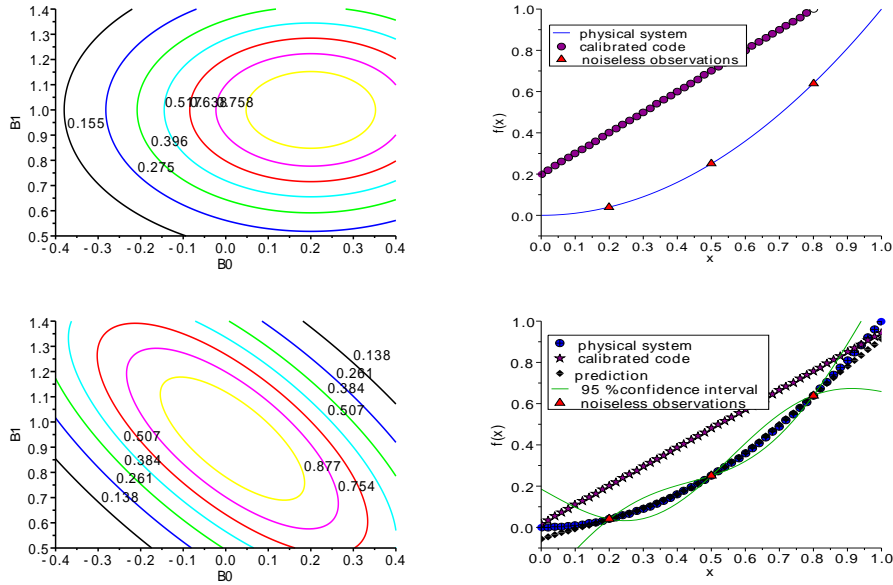 1.4
1.3
1.2
1.1
1.0
0.9
0.8
0.7
0.6
0.5
B1
0.155
0.275
0.396
0.517
0.638
0.758
-0.4 -0.3 -0.2 -0.1 0.0 0.1 0.2 0.3 0.4
B0
1.0
0.8
0.6
0.4
0.2
0.0
f(x)
physical system
calibrated code
noiseless observations
0.0 0.1 0.2 0.3 0.4 0.5 0.6 0.7 0.8 0.9 1.0
x
1.4
1.3
1.2
1.1
1.0
0.9
0.8
0.7
0.6
0.5
B1
0.138
0.261
0.384
0.507
0.507
0.384
0.261
0.138
0.877
0.754
-0.4 -0.3 -0.2 -0.1 0.0 0.1 0.2 0.3 0.4
B0
1.0
0.8
0.6
0.4
0.2
0.0
f(x)
physical system
calibrated code
prediction
95 %confidence interval
noiseless observations
0.0 0.1 0.2 0.3 0.4 0.5 0.6 0.7 0.8 0.9 1.0
x